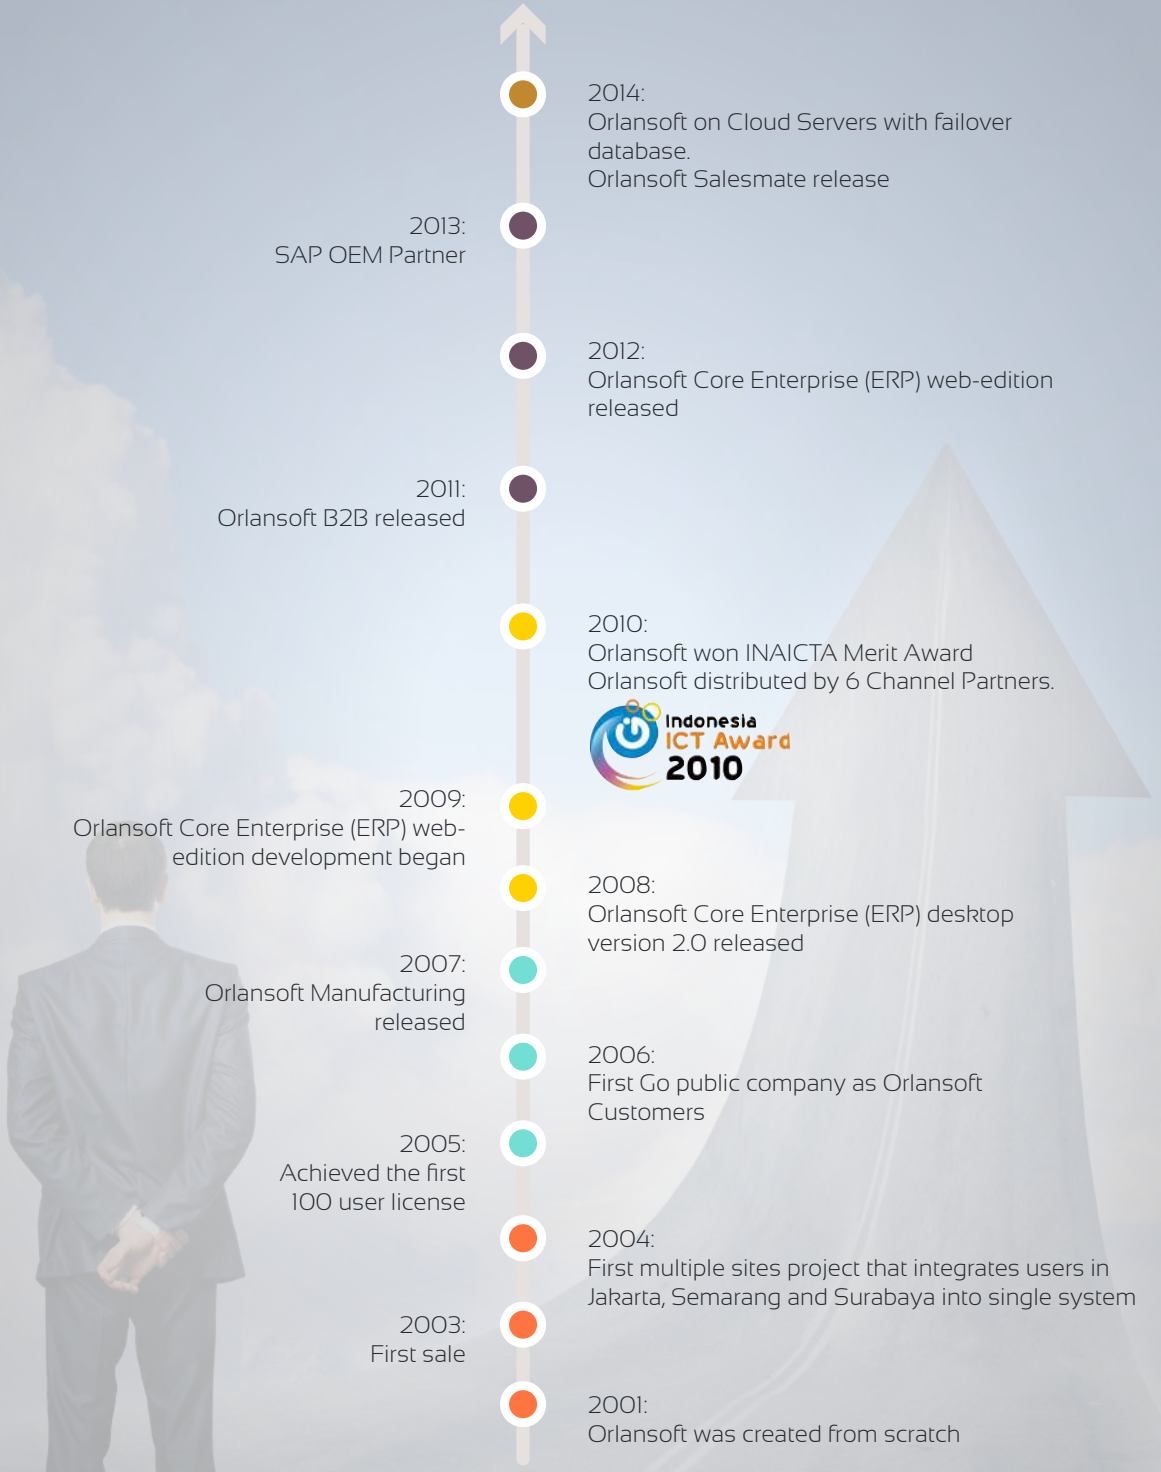 2014:
Orlansoft on Cloud Servers with failover
database.
Orlansoft Salesmate release
2013:
SAP OEM Partner
2012:
Orlansoft Core Enterprise (ERP) web-edition
released
2011:
Orlansoft B2B released
2010:
Orlansoft won INAICTA Merit Award
Orlansoft distributed by 6 Channel Partners.
Indonesia
ICT Award
2010
2009:
Orlansoft Core Enterprise (ERP) web-
edition development began
2008:
Orlansoft Core Enterprise (ERP) desktop
version 2.0 released
2007:
Orlansoft Manufacturing
released
2006:
First Go public company as Orlansoft
Customers
2005:
Achieved the first
100 user license
2004:
First multiple sites project that integrates users in
Jakarta, Semarang and Surabaya into single system
2003:
First sale
2001:
Orlansoft was created from scratch